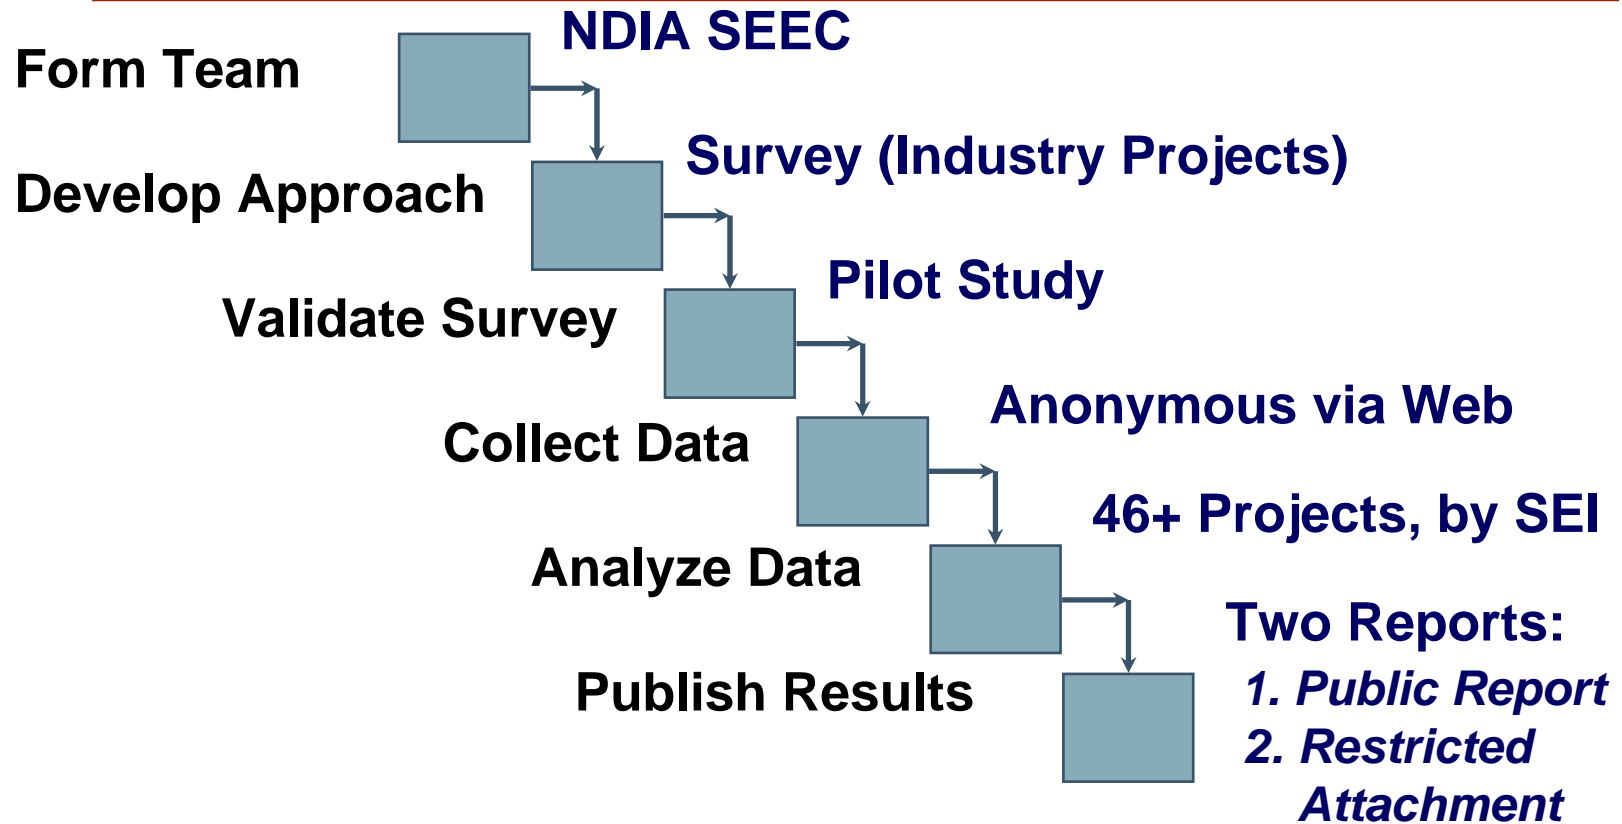 NDIA SEEC
Form Team
Survey (Industry Projects)
Develop Approach
Pilot Study
Validate Survey
Anonymous via Web
Collect Data
46+ Projects, by SEI
Analyze Data
Two Reports:
Publish Results
1. Public Report
2. Restricted
Attachment